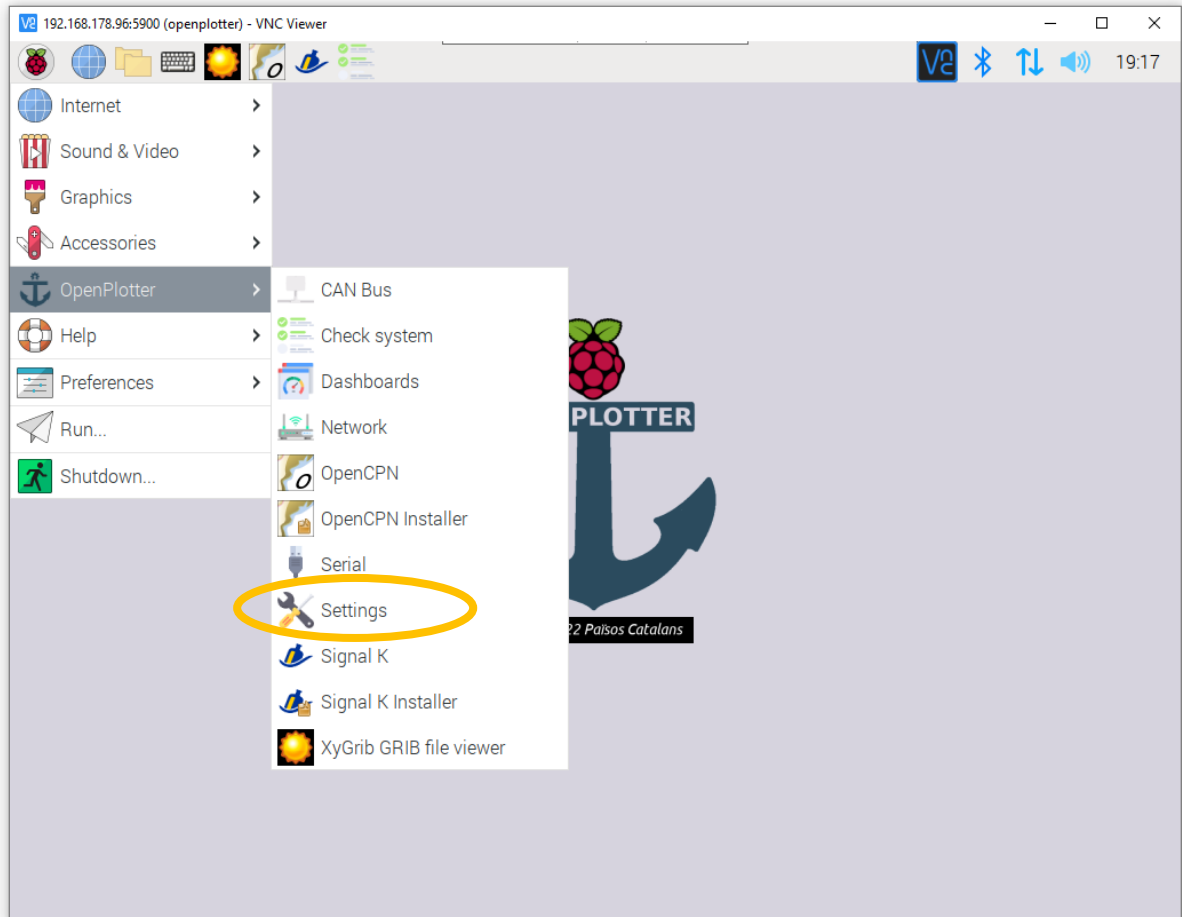 192.168.178.96:5900 (openplotter) - VNC Viewer
19:17
Internet
Sound & Video
Graphics
Accessories
OpenPlotter
Help
Preferences
Run...
Shutdown...
CAN Bus
Check system
Dashboards
Network
OpenCPN
OpenCPN Installer
Serial
Settings
Signal K
Signal K Installer
XyGrib GRIB file viewer
PLOTTER
22 Països Catalans